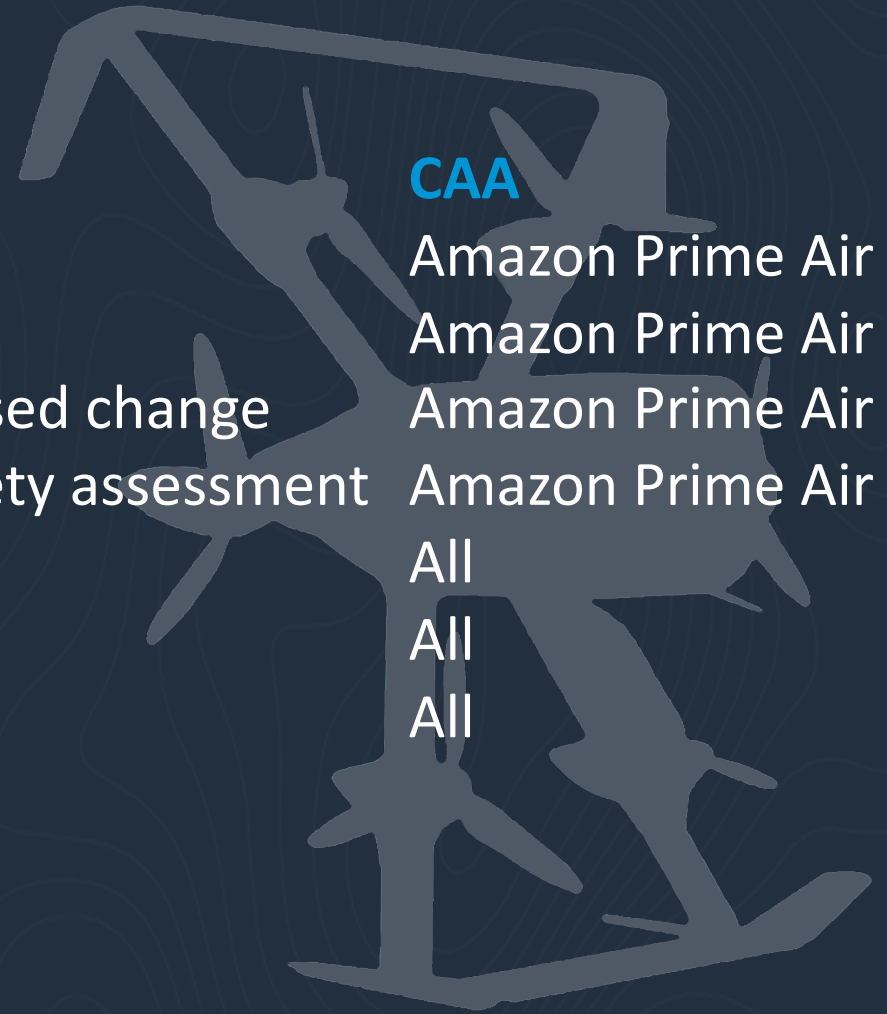 CAA
Amazon Prime Air
Amazon Prime Air
sed change Amazon Prime Air
ety assessment Amazon Prime Air
All
All
All